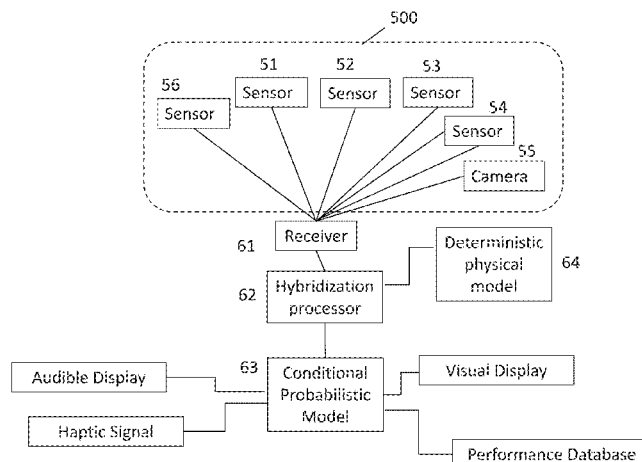 500
51
52
53
56
Sensor
Sensor
Sensor
Sensor
54
Sensor
55
Camera
61
Receiver
62
Hybridization
processor
Deterministic
physical
model
64
63
Conditional
Probabilistic
Model
Audible Display
Visual Display
Haptic Signal
Performance Database